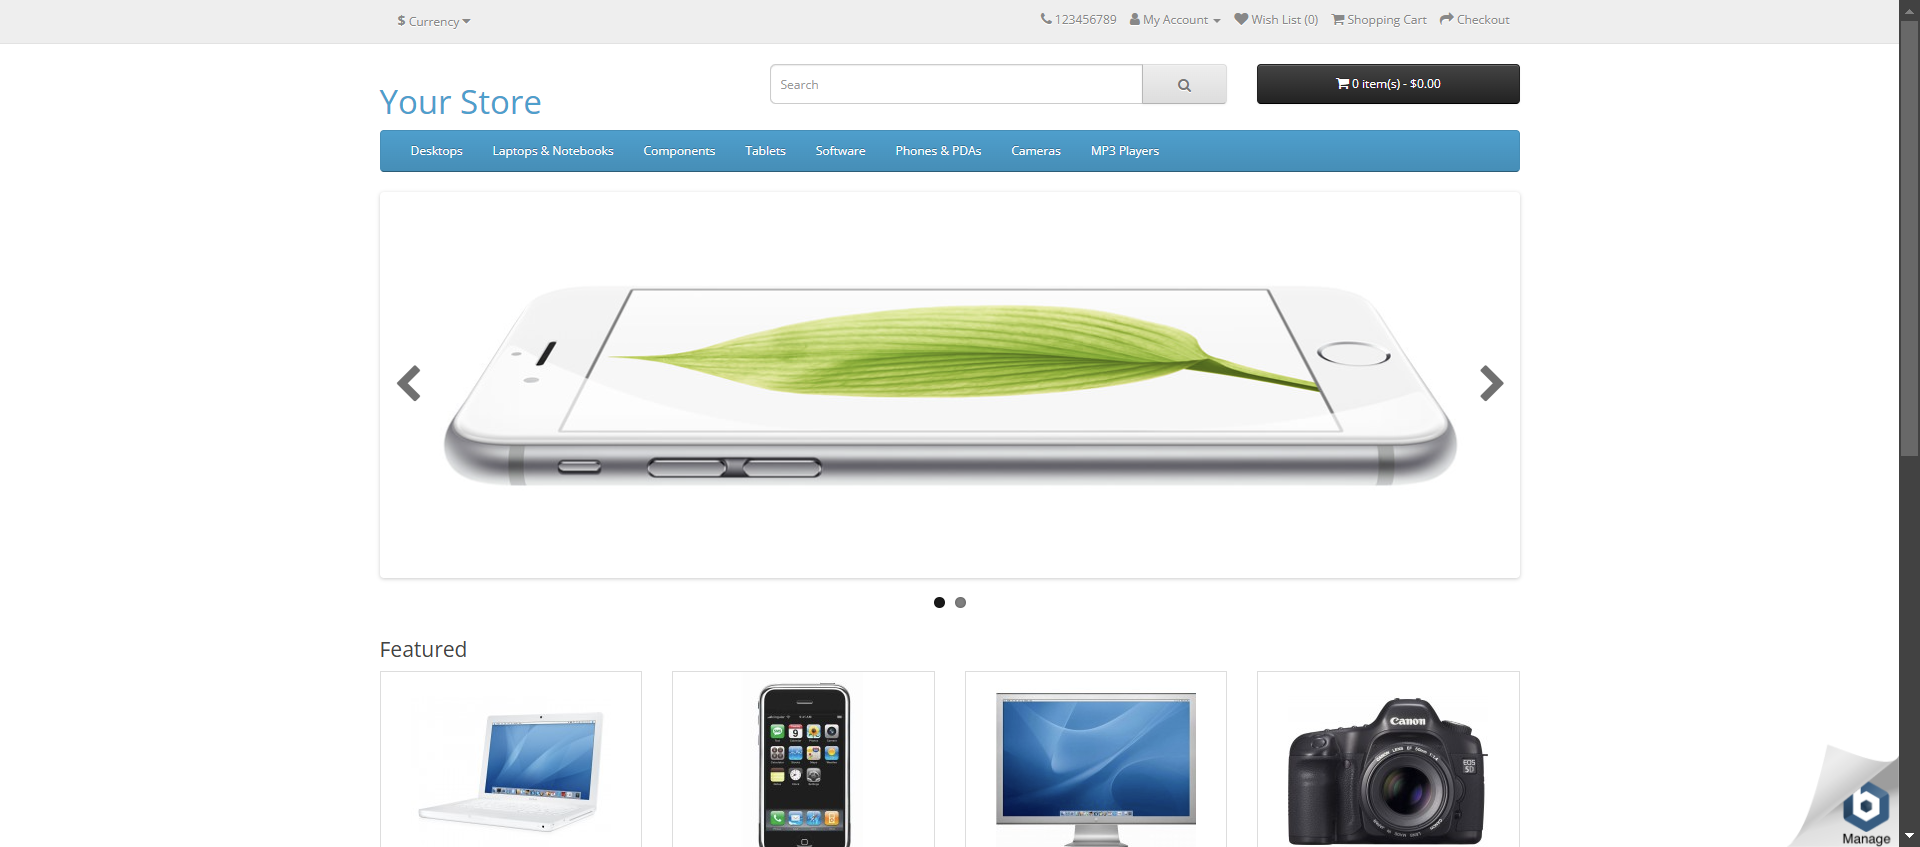 $ Currency
123456789 My Account Wish List (0) Shopping Cart Checkout
Your Store
Search
0 item(s) - $0.00
Desktops Laptops & Notebooks Components Tablets Software Phones & PDAs Cameras MP3 Players
Featured
Canon
EOS
5D
Manage